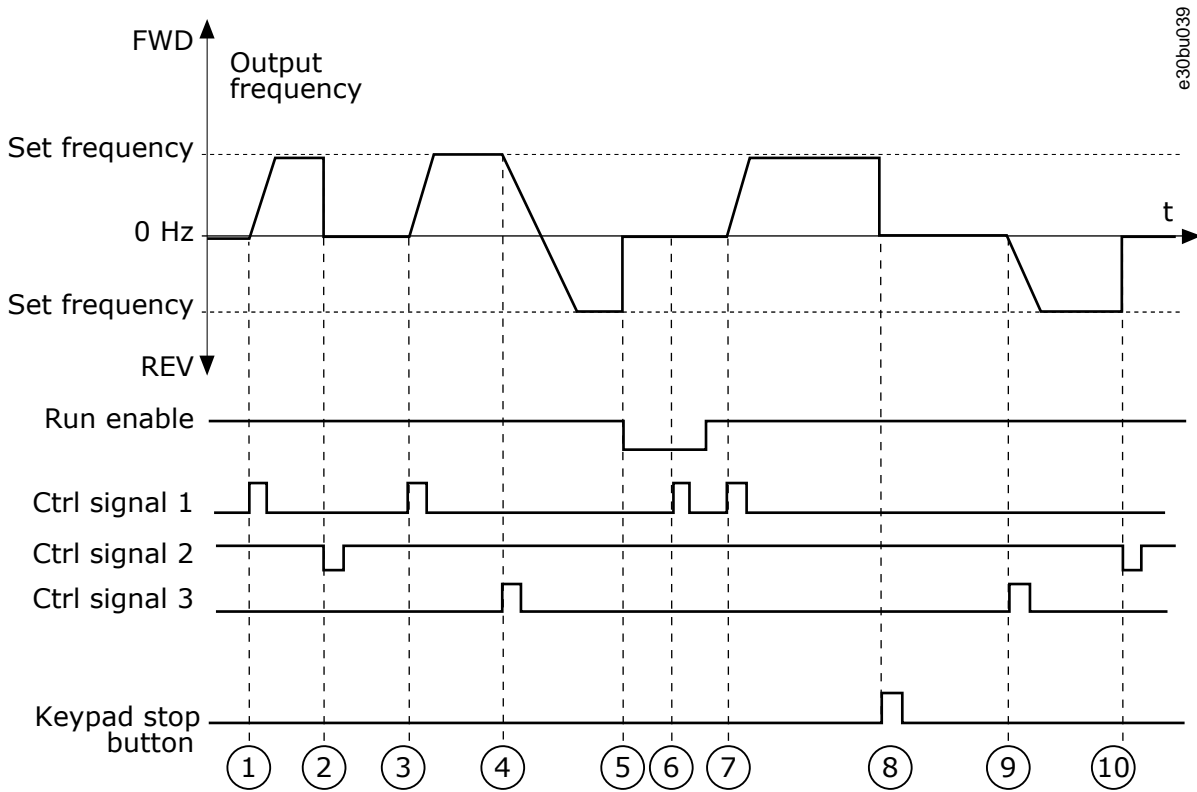 e30bu039
FWD
Output
frequency
Set frequency
t
0 Hz
Set frequency
REV
Run enable
Ctrl signal 1
Ctrl signal 2
Ctrl signal 3
Keypad stop
button
1 2 3 4 5 6 7 8 9 10